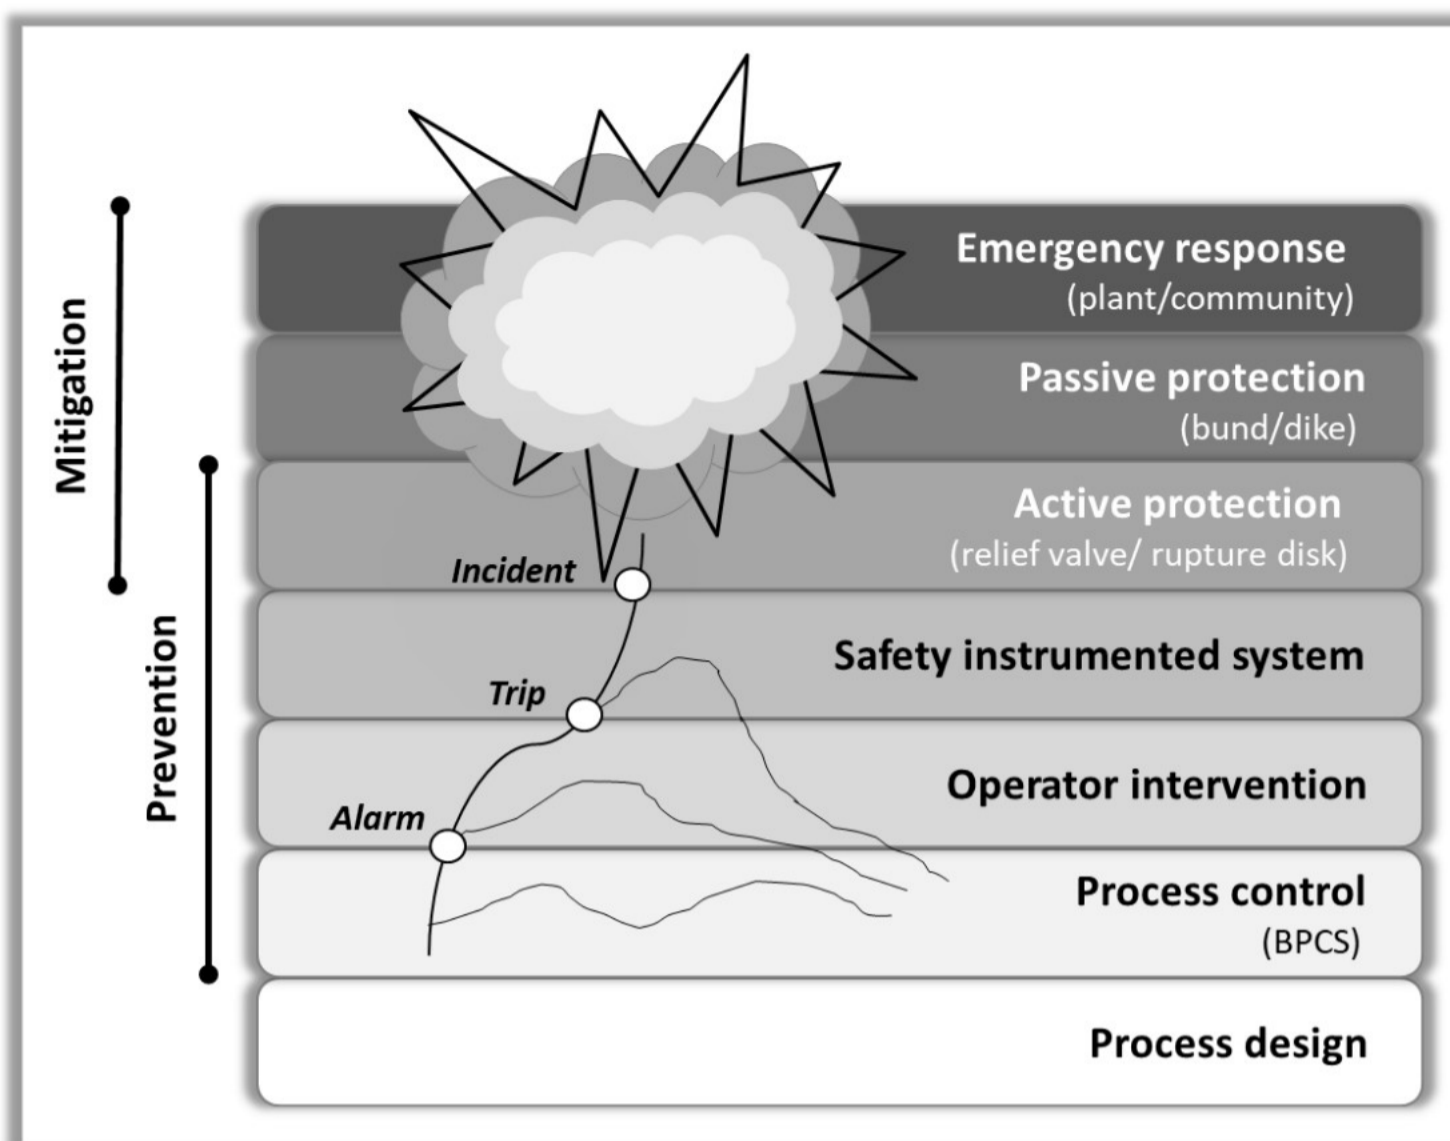 Emergency response
(plant/community)
Mitigation
Passive protection
(bund/dike)
Active protection
(relief valve/ rupture disk)
Incident
Prevention
Safety instrumented system
Trip
Operator intervention
Alarm
Process control
(BPCS)
Process design